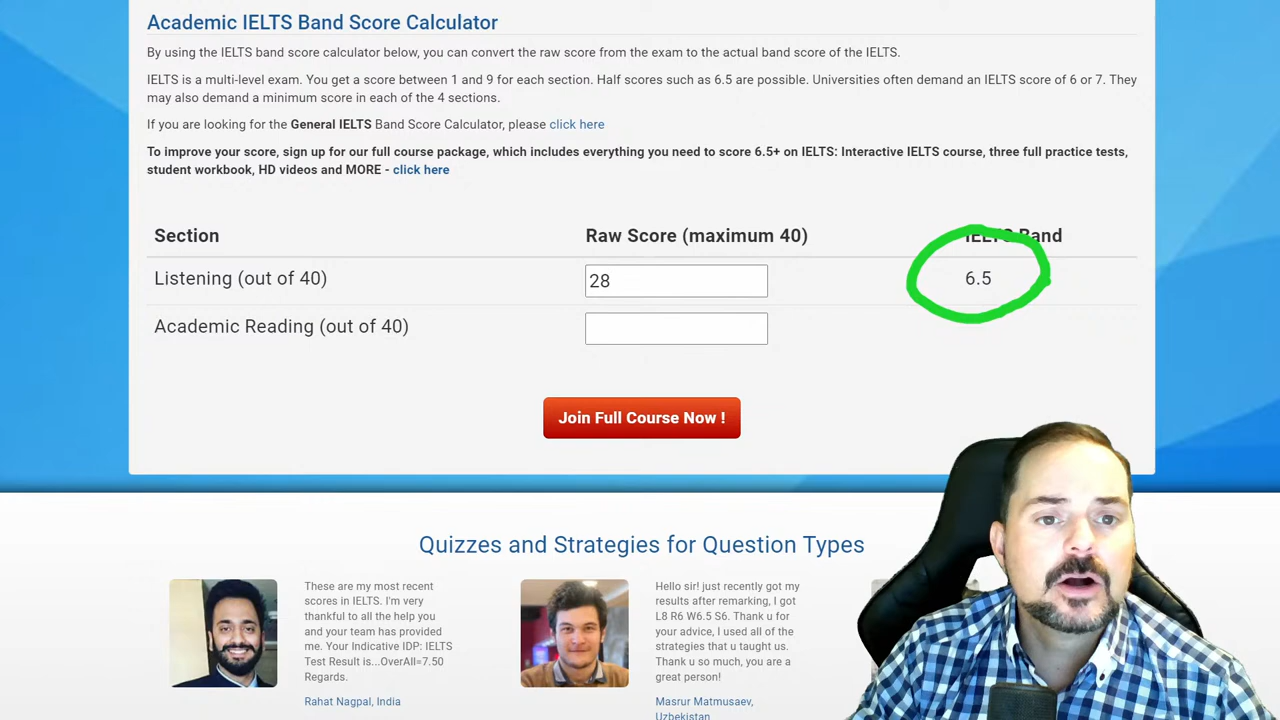 Academic IELTS Band Score Calculator
By using the IELTS band score calculator below, you can convert the raw score from the exam to the actual band score of the IELTS.
IELTS is a multi-level exam. You get a score between 1 and 9 for each section. Half scores such as 6.5 are possible. Universities often demand an IELTS score of 6 or 7. They
may also demand a minimum score in each of the 4 sections.
If you are looking for the General IELTS Band Score Calculator, please click here
To improve your score, sign up for our full course package, which includes everything you need to score 6.5+ on IELTS: Interactive IELTS course, three full practice tests,
student workbook, HD videos and MORE - click here
Section Raw Score (maximum 40) IELTS Band
Listening (out of 40) 28 6.5
Academic Reading (out of 40)
Join Full Course Now !
Quizzes and Strategies for Question Types
These are my most recent
scores in IELTS. I'm very
thankful to all the help you
and your team has provided
me. Your Indicative IDP: IELTS
Test Result is...OverAll=7.50
Regards.
Rahat Nagpal, India
Hello sir! just recently got my
results after remarking, I got
L8 R6 W6.5 S6. Thank u for
your advice, I used all of the
strategies that u taught us.
Thank u so much, you are a
great person!
Masrur Matmusaev,
Uzbekistan